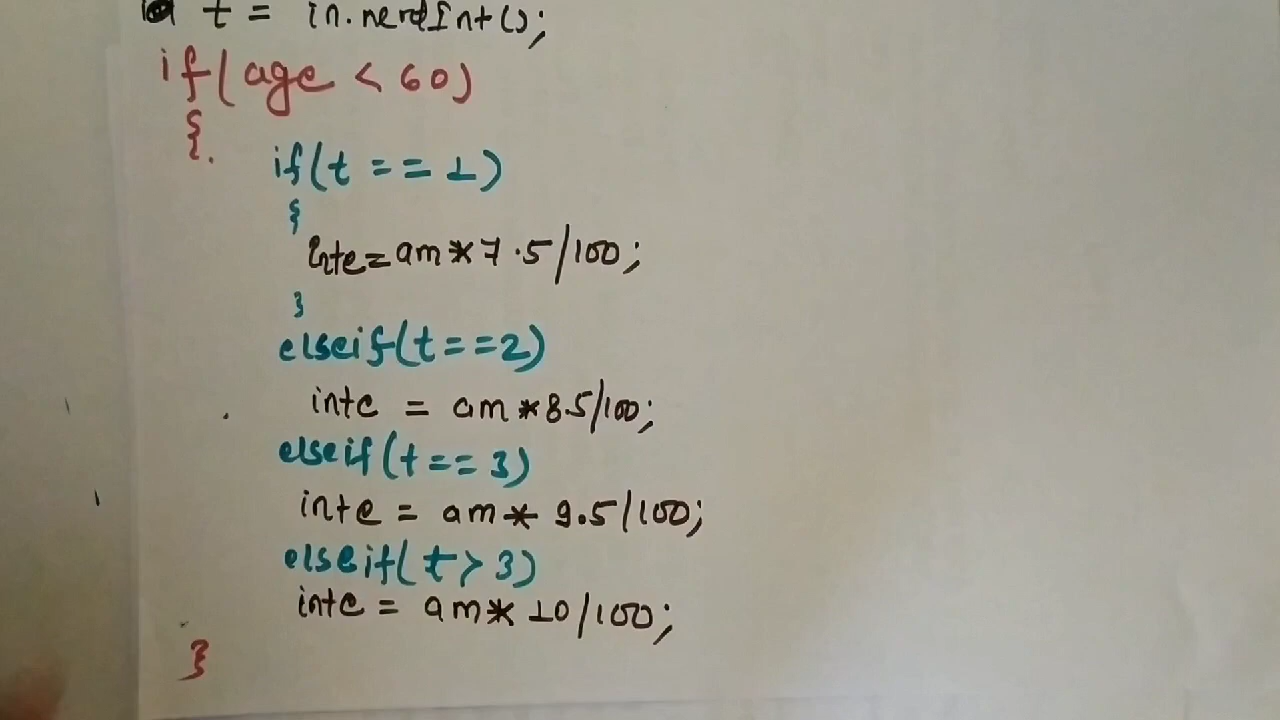 t = in.nerdInt();
if(age < 60)
{.
if(t == 1)
{
inte=am*7.5/100;
}
elseif(t==2)
inte = am*8.5/100;
elseif(t==3)
inte = am* 9.5/100;
elseif(t>3)
inte = am* 10/100;
}